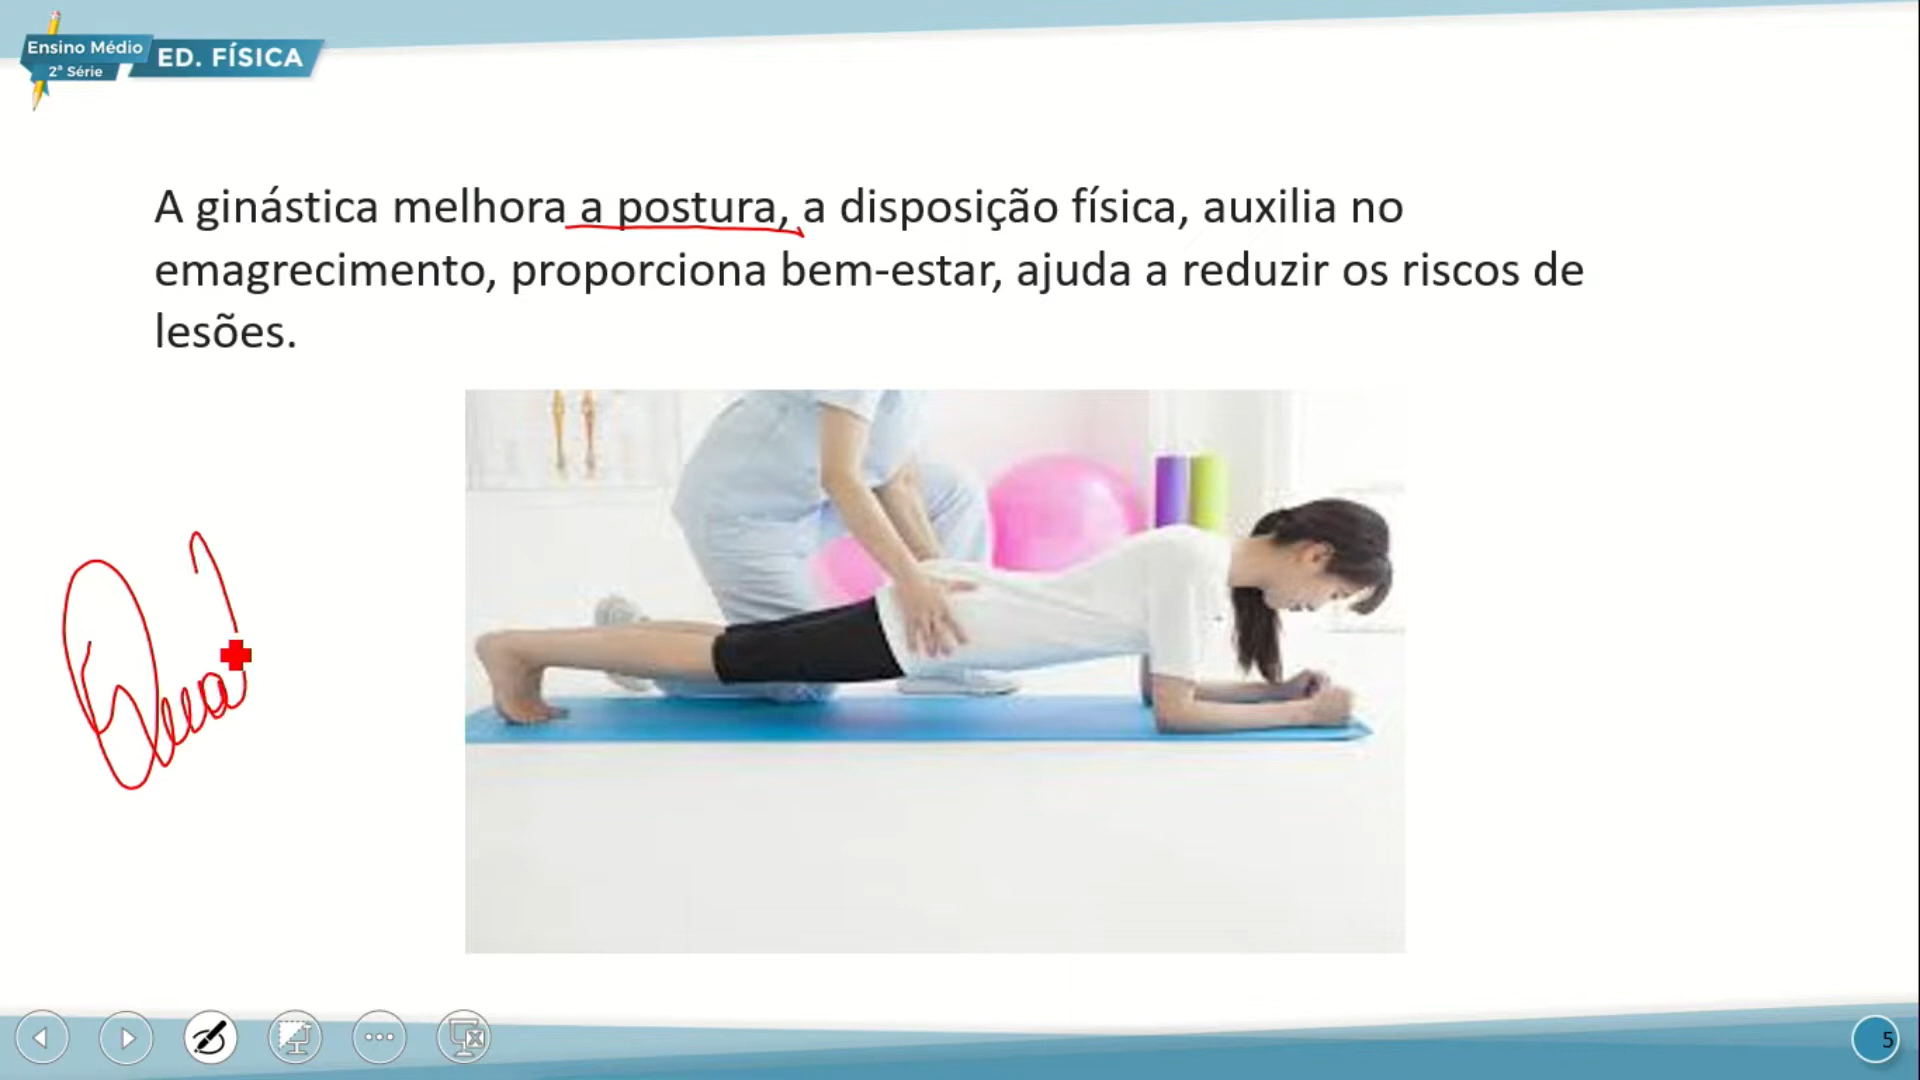 Ensino Médio
2ª Série
ED. FÍSICA
A ginástica melhora a postura, a disposição física, auxilia no
emagrecimento, proporciona bem-estar, ajuda a reduzir os riscos de
lesões.
5